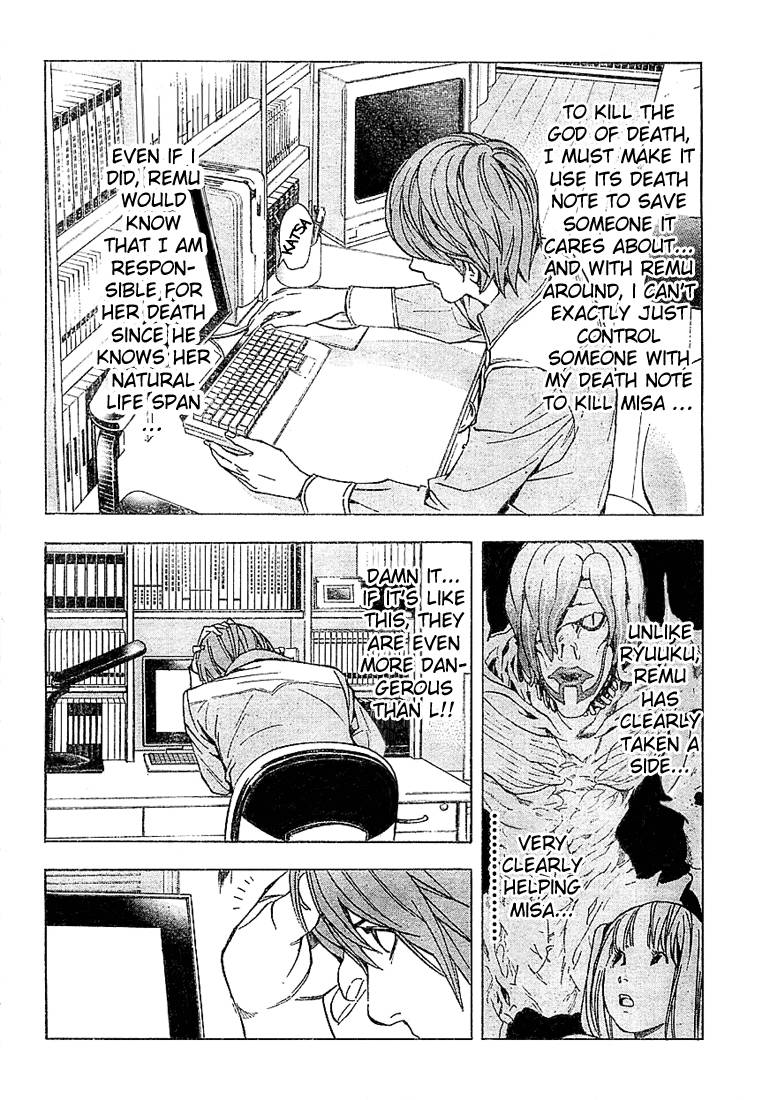 TO KILL THE
GOD OF DEATH,
I MUST MAKE IT
USE ITS DEATH
NOTE TO SAVE
SOMEONE IT
CARES ABOUT...
AND WITH REMU
AROUND, I CAN'T
EXACTLY JUST
CONTROL
SOMEONE WITH
MY DEATH NOTE
TO KILL MISA ...
EVEN IF I
DID, REMU
WOULD
KNOW
THAT I AM
RESPON-
SIBLE FOR
HER DEATH
SINCE HE
KNOWS HER
NATURAL
LIFE SPAN
...
KATSA
UNLIKE
RYUUKU,
REMU
HAS
CLEARLY
TAKEN A
SIDE...
VERY
CLEARLY
HELPING
MISA...
DAMN IT...
IF IT'S LIKE
THIS, THEY
ARE EVEN
MORE DAN-
GEROUS
THAN L!!